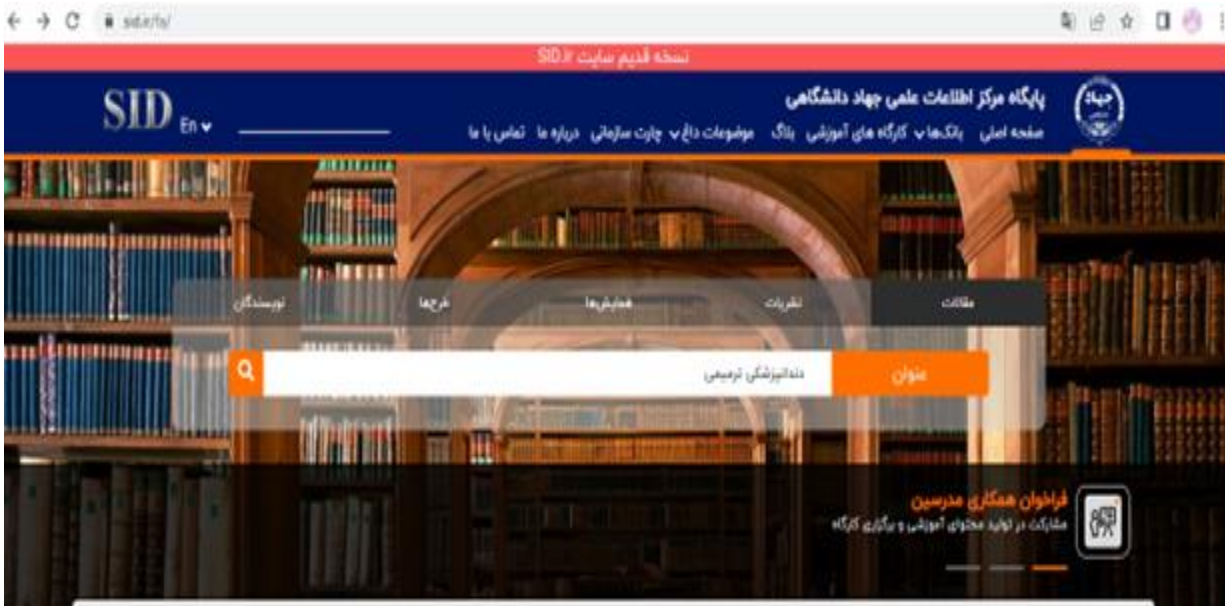 sid.ir/fa/
نسخه قدیم سایت SID.ir
پایگاه مرکز اطلاعات علمی جهاد دانشگاهی
صفحه اصلی بانک‌ها کارگاه های آموزشی بلاگ موضوعات داغ چارت سازمانی درباره ما تماس با ما
SID En
جهاد
مقالات نشریات همایش‌ها طرح‌ها نویسندگان
عنوان دندانپزشکی ترمیمی
فراخوان همکاری مدرسین
مشارکت در تولید محتوای آموزشی و برگزاری کارگاه